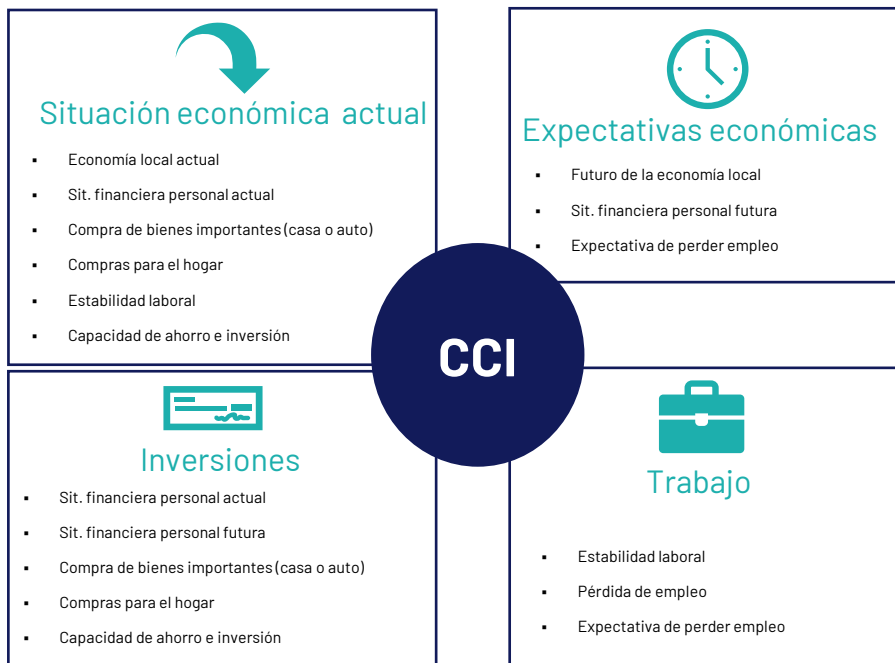 Situación económica actual
Economía local actual
Sit. financiera personal actual
Compra de bienes importantes (casa o auto)
Compras para el hogar
Estabilidad laboral
Capacidad de ahorro e inversión
Expectativas económicas
Futuro de la economía local
Sit. financiera personal futura
Expectativa de perder empleo
CCI
Inversiones
Sit. financiera personal actual
Sit. financiera personal futura
Compra de bienes importantes (casa o auto)
Compras para el hogar
Capacidad de ahorro e inversión
Trabajo
Estabilidad laboral
Pérdida de empleo
Expectativa de perder empleo